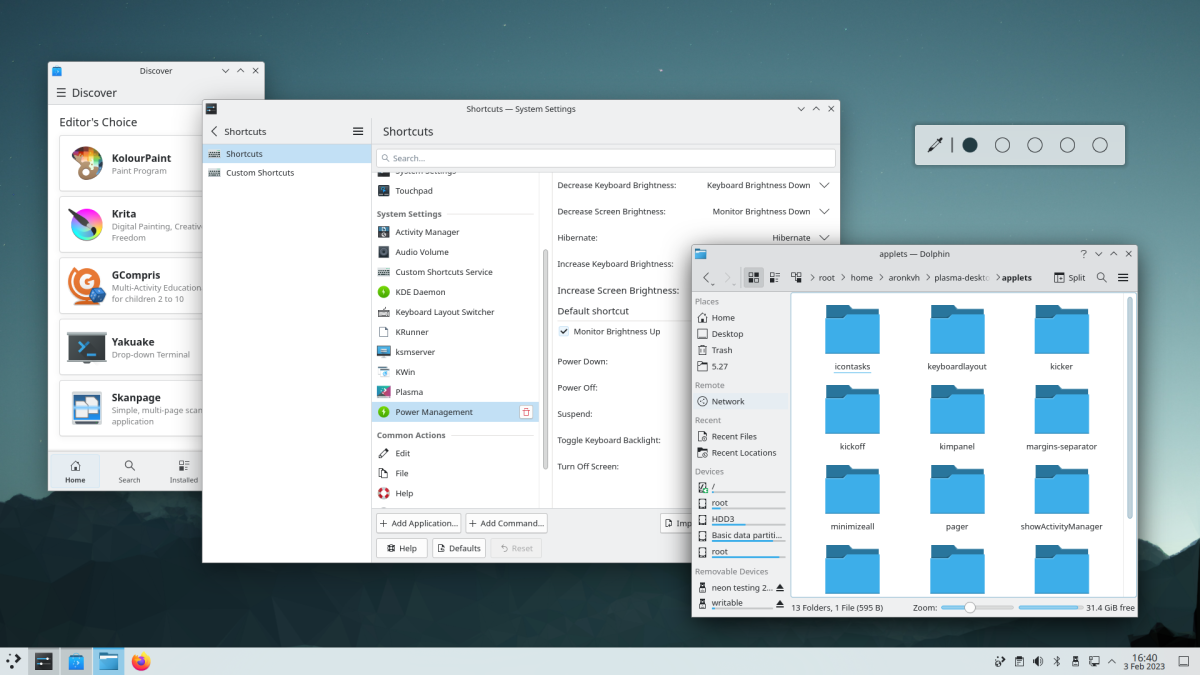 Discover
Discover
Editor's Choice
KolourPaint
Paint Program
Krita
Digital Painting, Creativ
Freedom
GCompris
Multi-Activity Education
for children 2 to 10
Yakuake
Drop-down Terminal
Skanpage
Simple, multi-page scan
application
Home
Search
Installed
Shortcuts — System Settings
Shortcuts
Shortcuts
Custom Shortcuts
Shortcuts
Search...
System Settings
Touchpad
System Settings
Activity Manager
Audio Volume
Custom Shortcuts Service
KDE Daemon
Keyboard Layout Switcher
KRunner
ksmserver
KWin
Plasma
Power Management
Common Actions
Edit
File
Help
Decrease Keyboard Brightness:
Keyboard Brightness Down
Decrease Screen Brightness:
Monitor Brightness Down
Hibernate:
Hibernate
Increase Keyboard Brightness:
Increase Screen Brightness:
Default shortcut
Monitor Brightness Up
Power Down:
Power Off:
Suspend:
Toggle Keyboard Backlight:
Turn Off Screen:
Add Application...
Add Command...
Imp
Help
Defaults
Reset
applets — Dolphin
root
home
aronkvh
plasma-deskto
applets
Split
Places
Home
Desktop
Trash
5.27
Remote
Network
Recent
Recent Files
Recent Locations
Devices
/
root
HDD3
Basic data partiti...
root
Removable Devices
neon testing 2...
writable
icontasks
keyboardlayout
kicker
kickoff
kimpanel
margins-separator
minimizeall
pager
showActivityManager
13 Folders, 1 File (595 B)
Zoom:
31.4 GiB free
16:40
3 Feb 2023